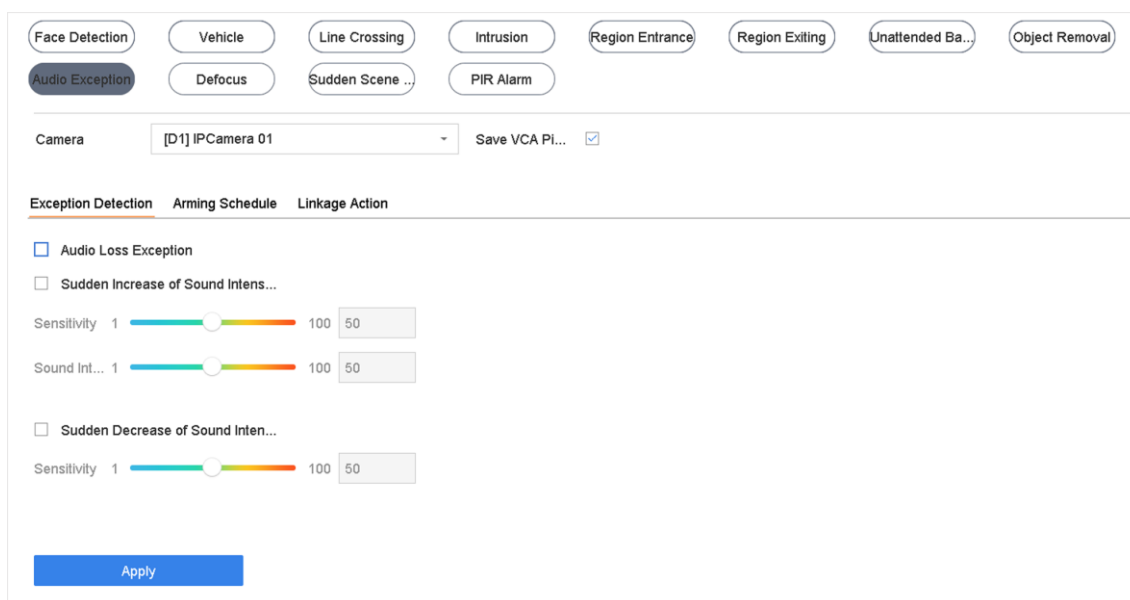 Face Detection Vehicle Line Crossing Intrusion Region Entrance Region Exiting Unattended Ba... Object Removal
Audio Exception Defocus Sudden Scene ... PIR Alarm
Camera [D1] IPCamera 01 Save VCA Pi...
Exception Detection Arming Schedule Linkage Action
Audio Loss Exception
Sudden Increase of Sound Intens...
Sensitivity 1 100 50
Sound Int... 1 100 50
Sudden Decrease of Sound Inten...
Sensitivity 1 100 50
Apply